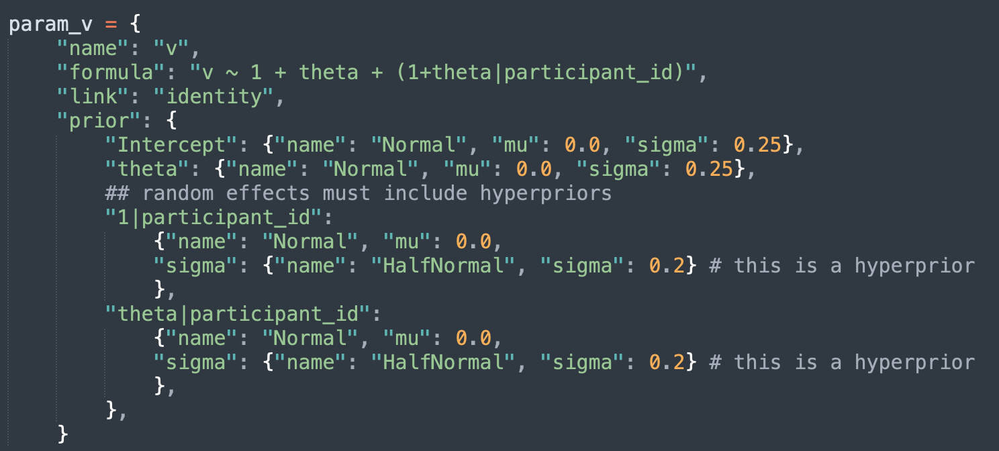 param_v = {
    "name": "v",
    "formula": "v ~ 1 + theta + (1+theta|participant_id)",
    "link": "identity",
    "prior": {
        "Intercept": {"name": "Normal", "mu": 0.0, "sigma": 0.25},
        "theta": {"name": "Normal", "mu": 0.0, "sigma": 0.25},
        ## random effects must include hyperpriors
        "1|participant_id":
            {"name": "Normal", "mu": 0.0,
            "sigma": {"name": "HalfNormal", "sigma": 0.2} # this is a hyperprior
            },
        "theta|participant_id":
            {"name": "Normal", "mu": 0.0,
            "sigma": {"name": "HalfNormal", "sigma": 0.2} # this is a hyperprior
            },
        },
    }